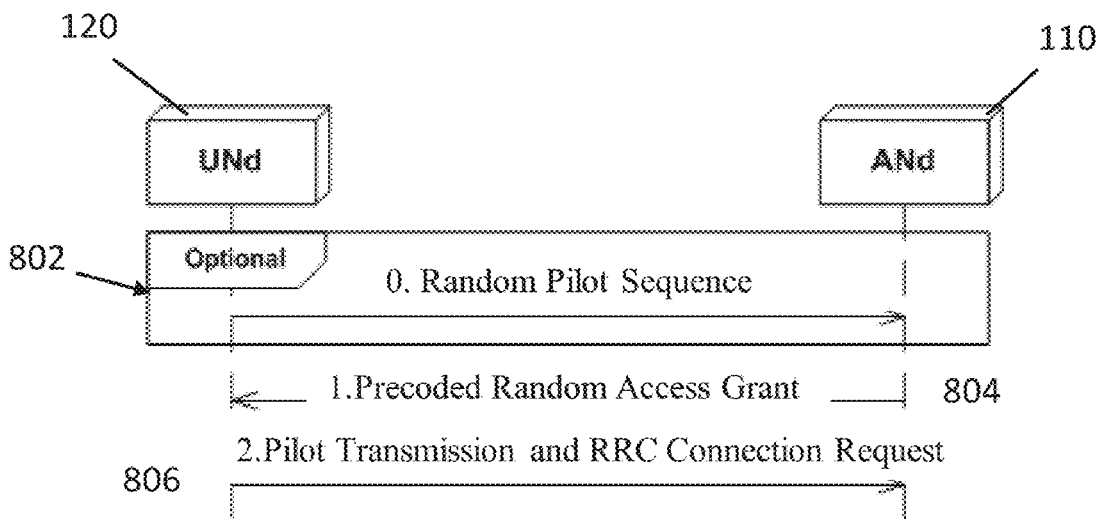 120
110
UNd
ANd
802
Optional
0. Random Pilot Sequence
1.Precoded Random Access Grant
804
2.Pilot Transmission and RRC Connection Request
806